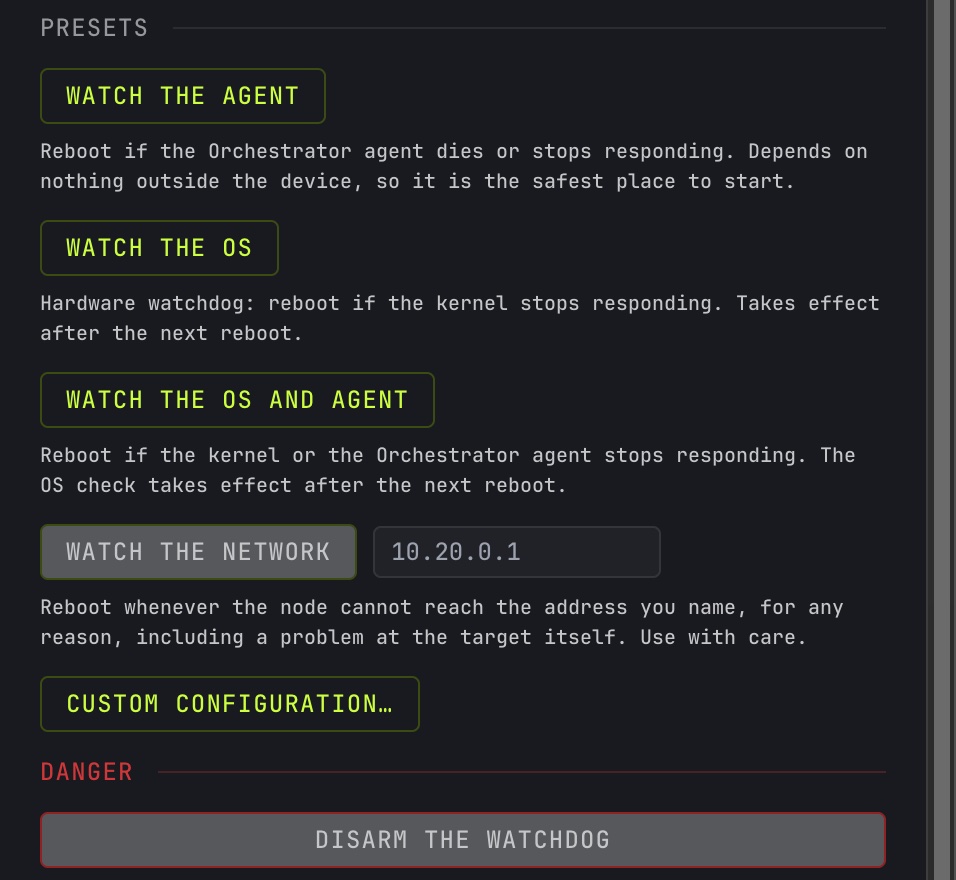 PRESETS
WATCH THE AGENT
Reboot if the Orchestrator agent dies or stops responding. Depends on
nothing outside the device, so it is the safest place to start.
WATCH THE OS
Hardware watchdog: reboot if the kernel stops responding. Takes effect
after the next reboot.
WATCH THE OS AND AGENT
Reboot if the kernel or the Orchestrator agent stops responding. The
OS check takes effect after the next reboot.
WATCH THE NETWORK 10.20.0.1
Reboot whenever the node cannot reach the address you name, for any
reason, including a problem at the target itself. Use with care.
CUSTOM CONFIGURATION…
DANGER
DISARM THE WATCHDOG